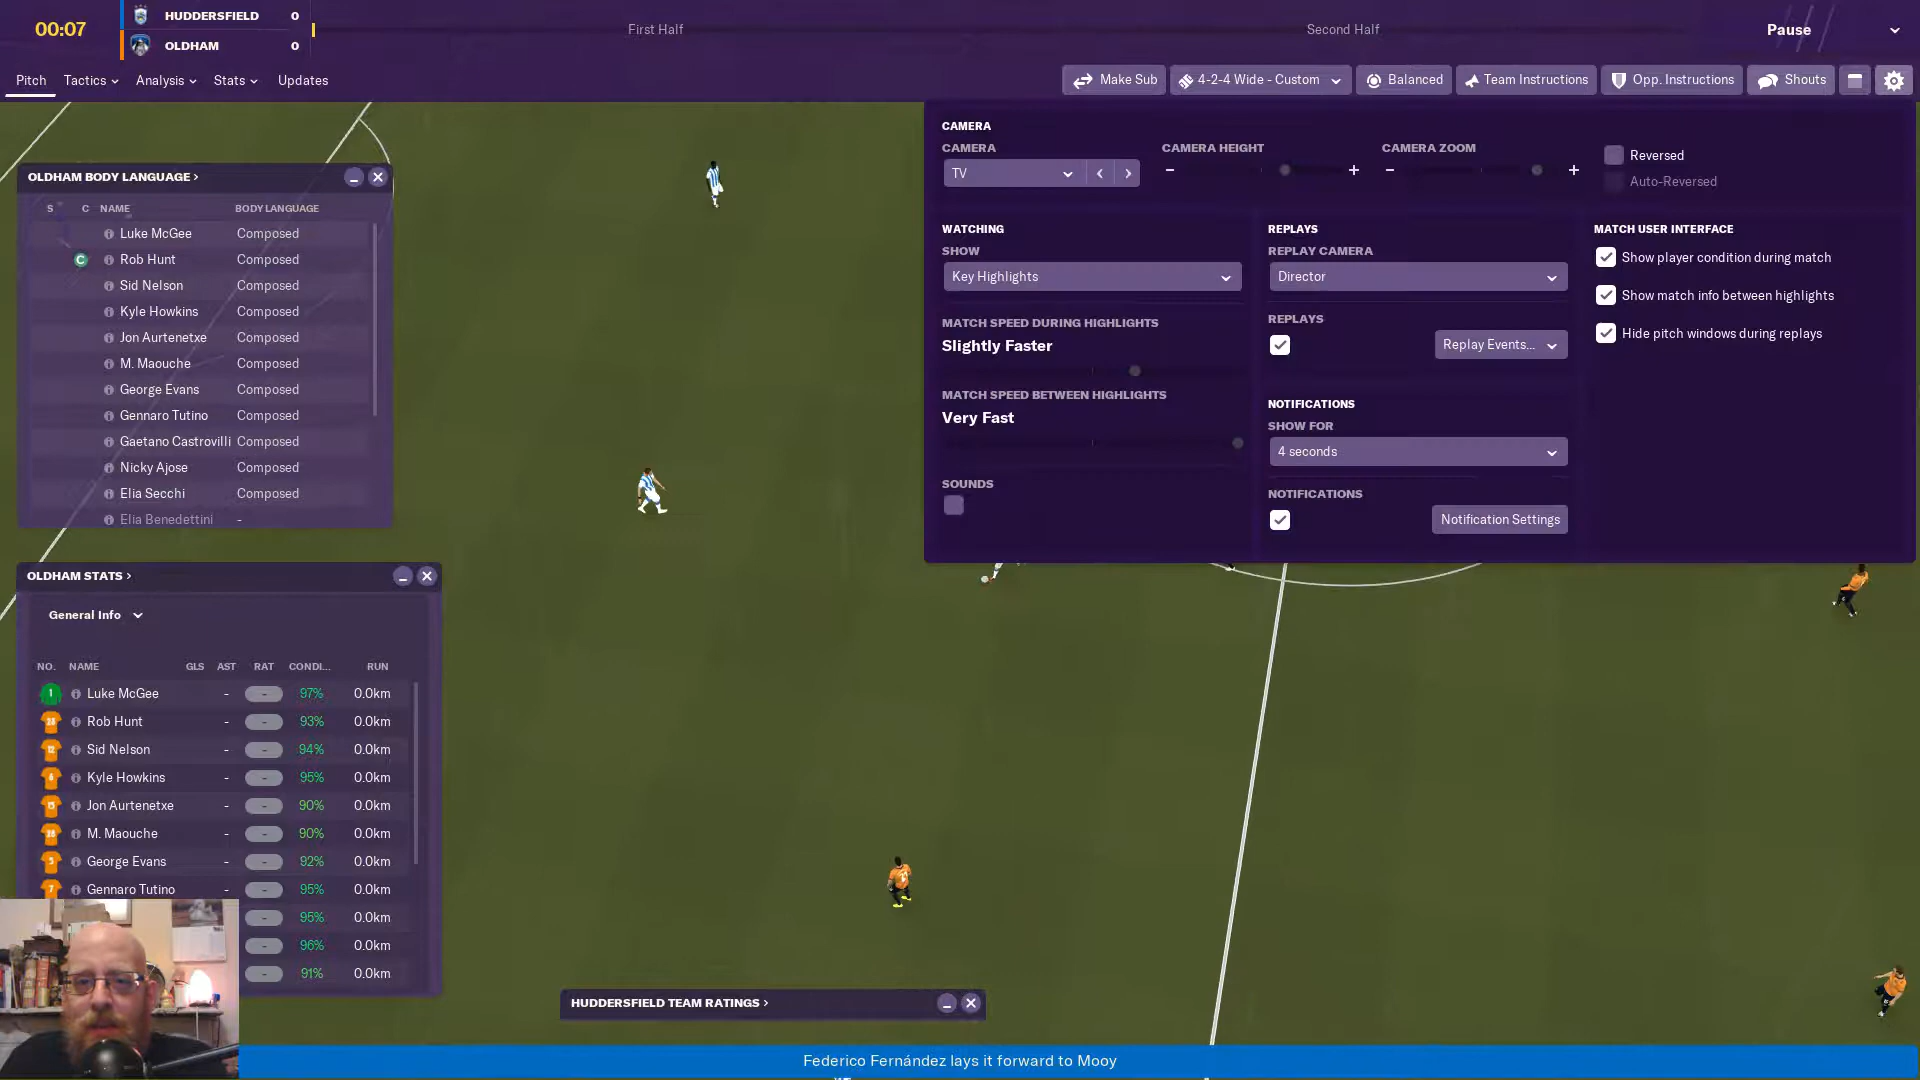 00:07
HUDDERSFIELD 0
OLDHAM 0
First Half
Second Half
Pause
Pitch
Tactics
Analysis
Stats
Updates
Make Sub
4-2-4 Wide - Custom
Balanced
Team Instructions
Opp. Instructions
Shouts
CAMERA
CAMERA
TV
CAMERA HEIGHT
- +
CAMERA ZOOM
- +
Reversed
Auto-Reversed
WATCHING
SHOW
Key Highlights
MATCH SPEED DURING HIGHLIGHTS
Slightly Faster
MATCH SPEED BETWEEN HIGHLIGHTS
Very Fast
SOUNDS
REPLAYS
REPLAY CAMERA
Director
REPLAYS
Replay Events...
NOTIFICATIONS
SHOW FOR
4 seconds
NOTIFICATIONS
Notification Settings
MATCH USER INTERFACE
Show player condition during match
Show match info between highlights
Hide pitch windows during replays
OLDHAM BODY LANGUAGE >
S C NAME BODY LANGUAGE
Luke McGee Composed
C Rob Hunt Composed
Sid Nelson Composed
Kyle Howkins Composed
Jon Aurtenetxe Composed
M. Maouche Composed
George Evans Composed
Gennaro Tutino Composed
Gaetano Castrovilli Composed
Nicky Ajose Composed
Elia Secchi Composed
Elia Benedettini -
OLDHAM STATS >
General Info
NO. NAME GLS AST RAT CONDI... RUN
1 Luke McGee - - 97% 0.0km
Rob Hunt - - 93% 0.0km
12 Sid Nelson - - 94% 0.0km
6 Kyle Howkins - - 95% 0.0km
15 Jon Aurtenetxe - - 90% 0.0km
M. Maouche - - 90% 0.0km
5 George Evans - - 92% 0.0km
7 Gennaro Tutino - - 95% 0.0km
- 95% 0.0km
- 96% 0.0km
- 91% 0.0km
HUDDERSFIELD TEAM RATINGS >
Federico Fernández lays it forward to Mooy